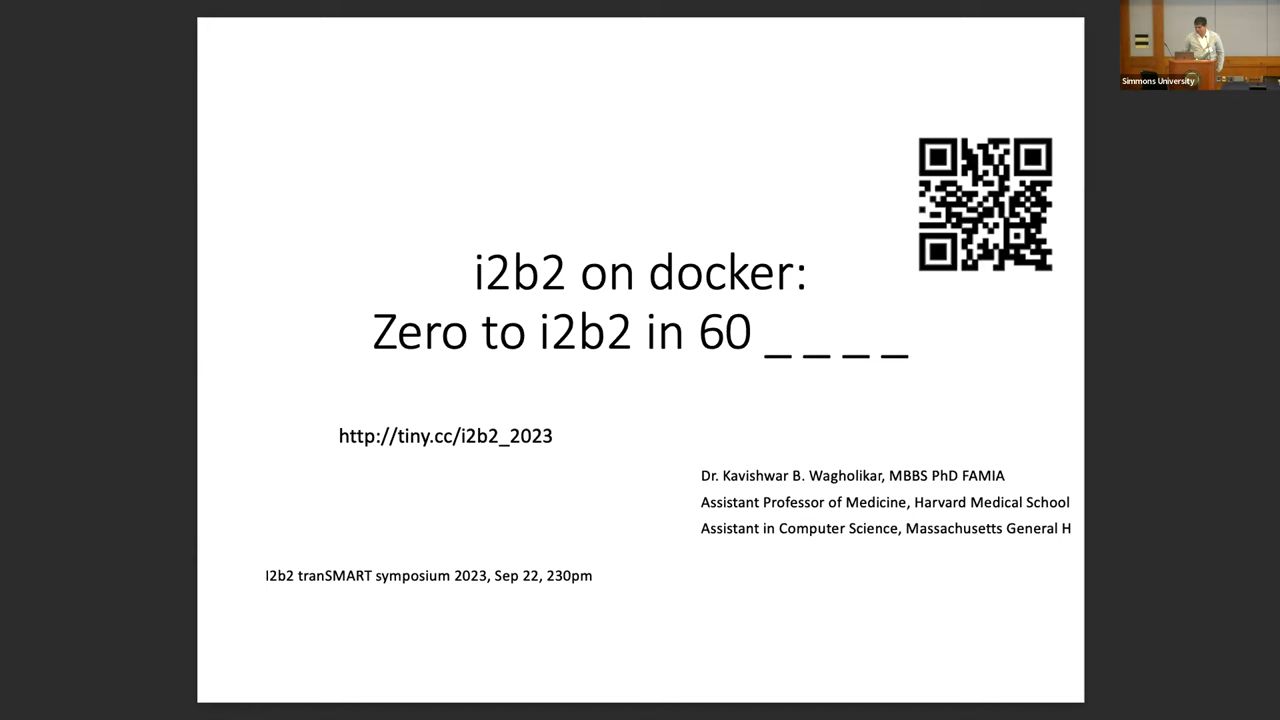 i2b2 on docker:
Zero to i2b2 in 60 _ _ _ _
http://tiny.cc/i2b2_2023
Dr. Kavishwar B. Wagholikar, MBBS PhD FAMIA
Assistant Professor of Medicine, Harvard Medical School
Assistant in Computer Science, Massachusetts General H
I2b2 tranSMART symposium 2023, Sep 22, 230pm
Simmons University